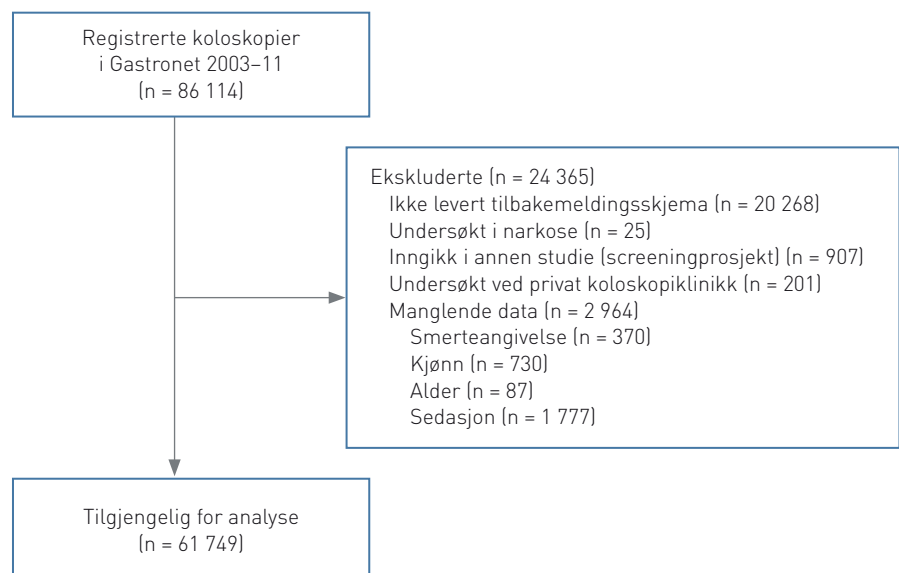 Registrerte koloskopier
i Gastronet 2003–11
(n = 86 114)
Ekskluderte (n = 24 365)
Ikke levert tilbakemeldingsskjema (n = 20 268)
Undersøkt i narkose (n = 25)
Inngikk i annen studie (screeningprosjekt) (n = 907)
Undersøkt ved privat koloskopiklinikk (n = 201)
Manglende data (n = 2 964)
Smerteangivelse (n = 370)
Kjønn (n = 730)
Alder (n = 87)
Sedasjon (n = 1 777)
Tilgjengelig for analyse
(n = 61 749)